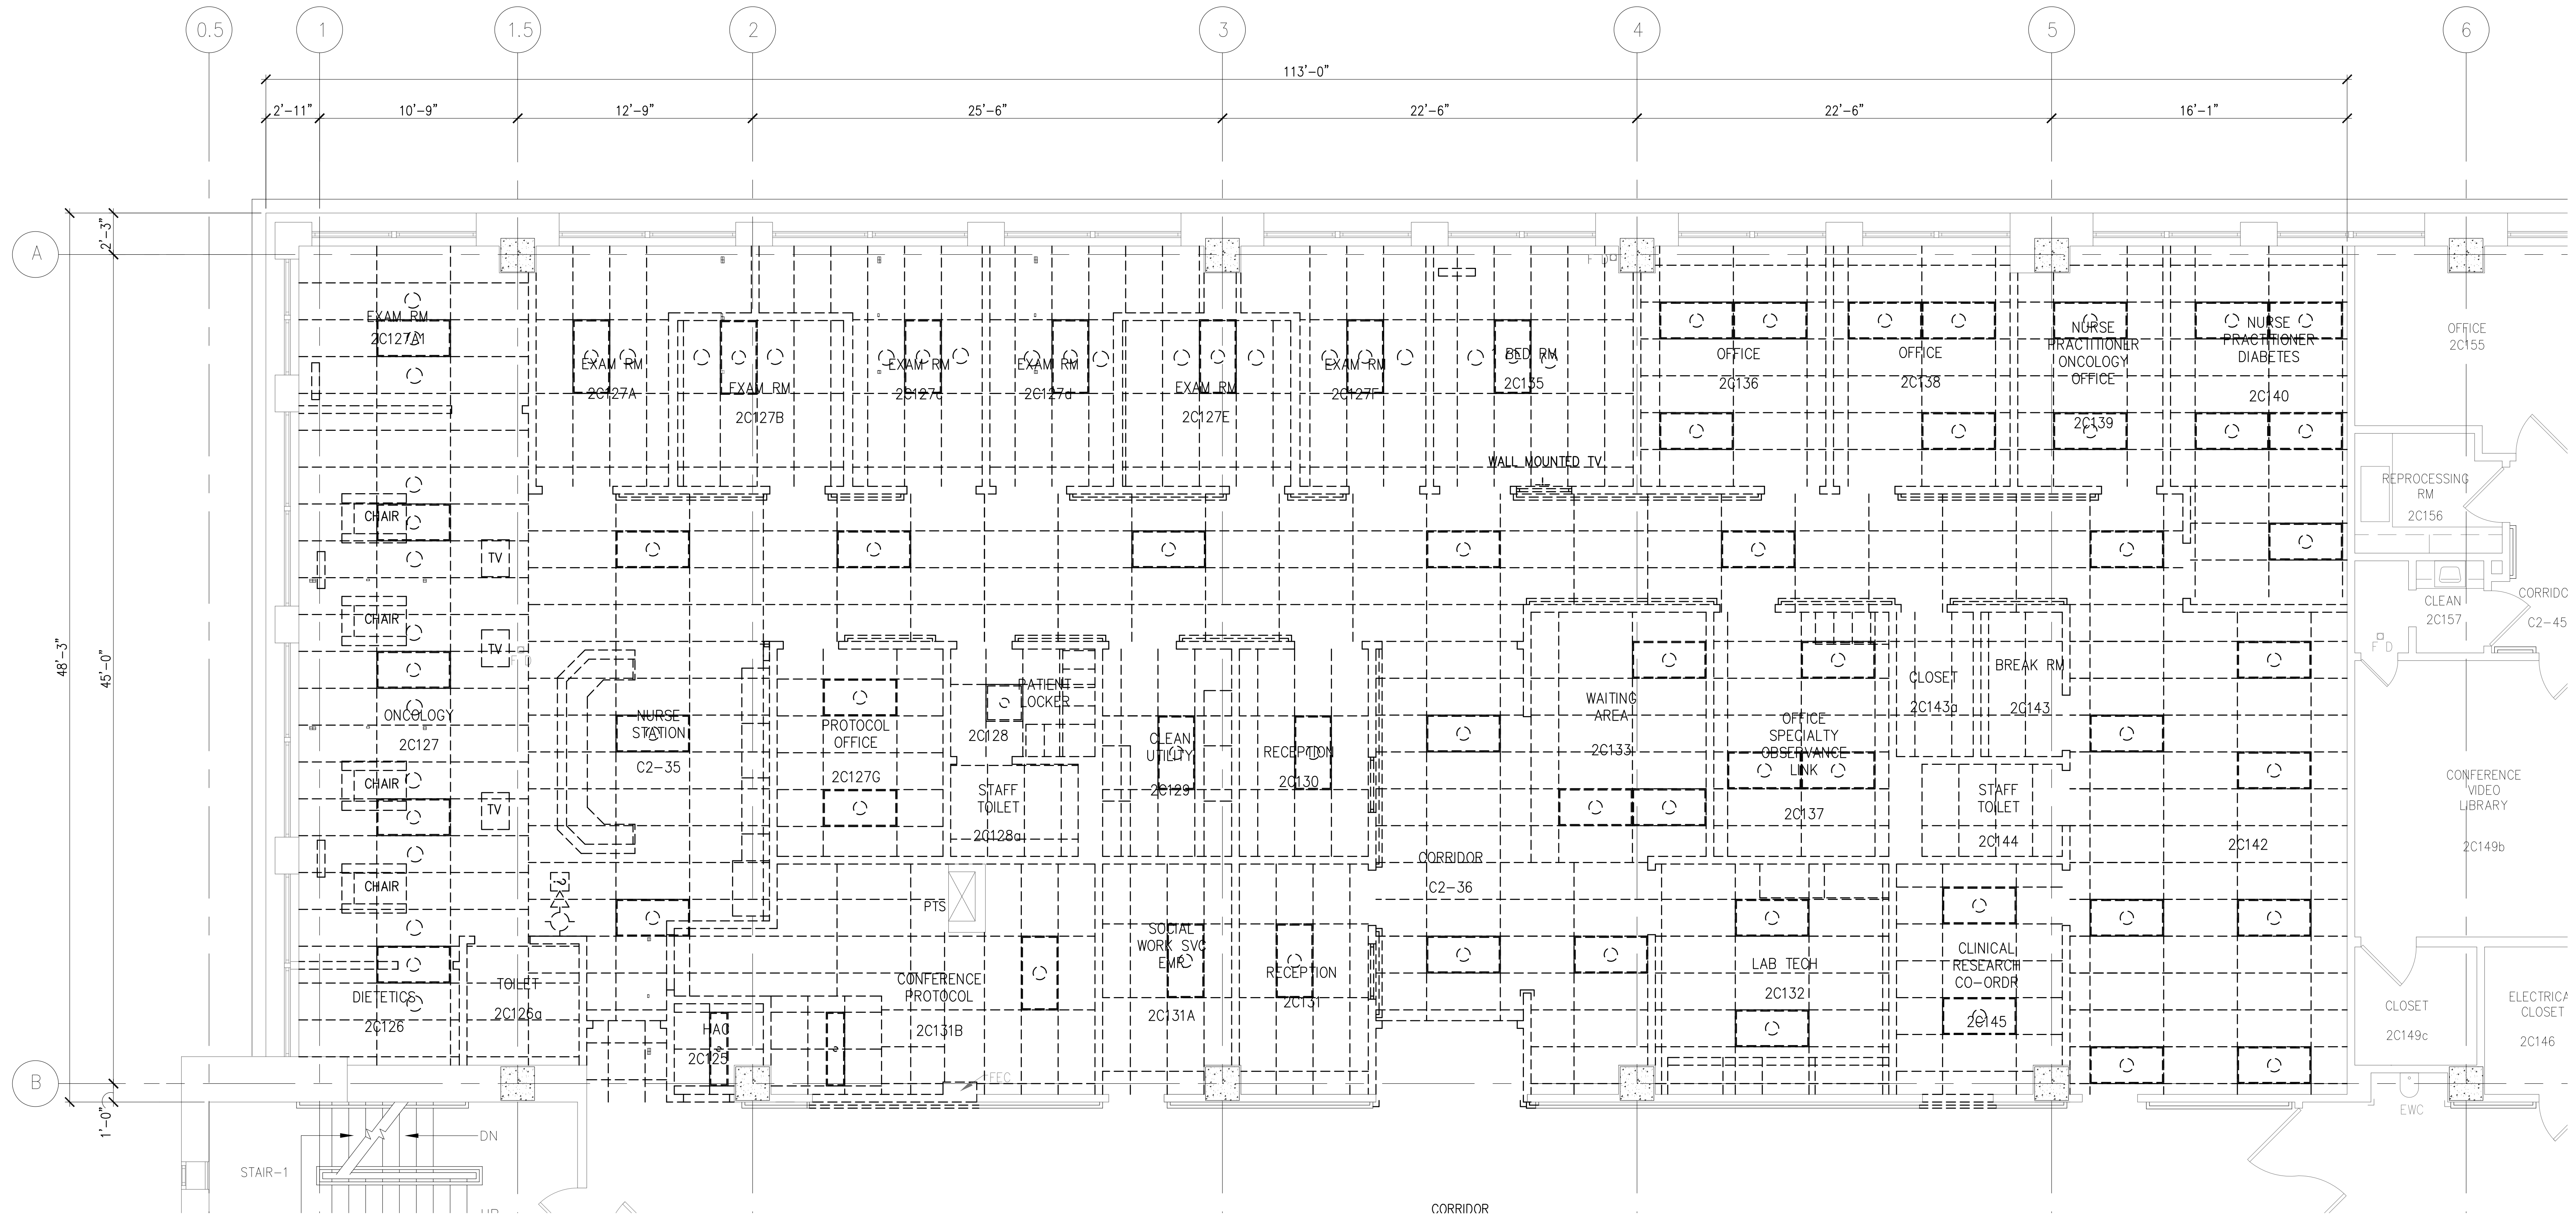 0.5
1
1.5
2
3
4
5
6
113'-0"
2'-11"
10'-9"
12'-9"
25'-6"
22'-6"
22'-6"
16'-1"
A
2'-3"
48'-3"
45'-0"
B
1'-0"
F D
EXAM RM
2C127A1
EXAM RM
2C127A
EXAM RM
2C127B
EXAM RM
2C127c
EXAM RM
2C127d
EXAM RM
2C127E
EXAM RM
2C127F
BED RM
2C135
OFFICE
2C136
OFFICE
2C138
NURSE
PRACTITIONER
ONCOLOGY
OFFICE
2C139
NURSE
PRACTITIONER
DIABETES
2C140
OFFICE
2C155
WALL MOUNTED TV
REPROCESSING
RM
2C156
CLEAN
2C157
CORRIDO
C2-45
F D
CHAIR
TV
CHAIR
TV
F D
ONCOLOGY
2C127
CHAIR
TV
CHAIR
NURSE
STATION
C2-35
PROTOCOL
OFFICE
2C127G
PATIENT
LOCKER
2C128
STAFF
TOILET
2C128a
CLEAN
UTILITY
2C129
RECEPTION
2C130
WAITING
AREA
2C133
OFFICE
SPECIALTY
OBSERVANCE
LINK
2C137
CLOSET
2C143a
BREAK RM
2C143
STAFF
TOILET
2C144
2C142
CONFERENCE
VIDEO
LIBRARY
2C149b
CORRIDOR
C2-36
2
PTS
DIETETICS
2C126
TOILET
2C126a
HAC
2C125
CONFERENCE
PROTOCOL
2C131B
SOCIAL
WORK SVC
EMP
2C131A
RECEPTION
2C131
LAB TECH
2C132
CLINICAL
RESEARCH
CO-ORDR
2C145
CLOSET
2C149c
ELECTRICA
CLOSET
2C146
FEC
EWC
DN
STAIR-1
UP
CORRIDOR